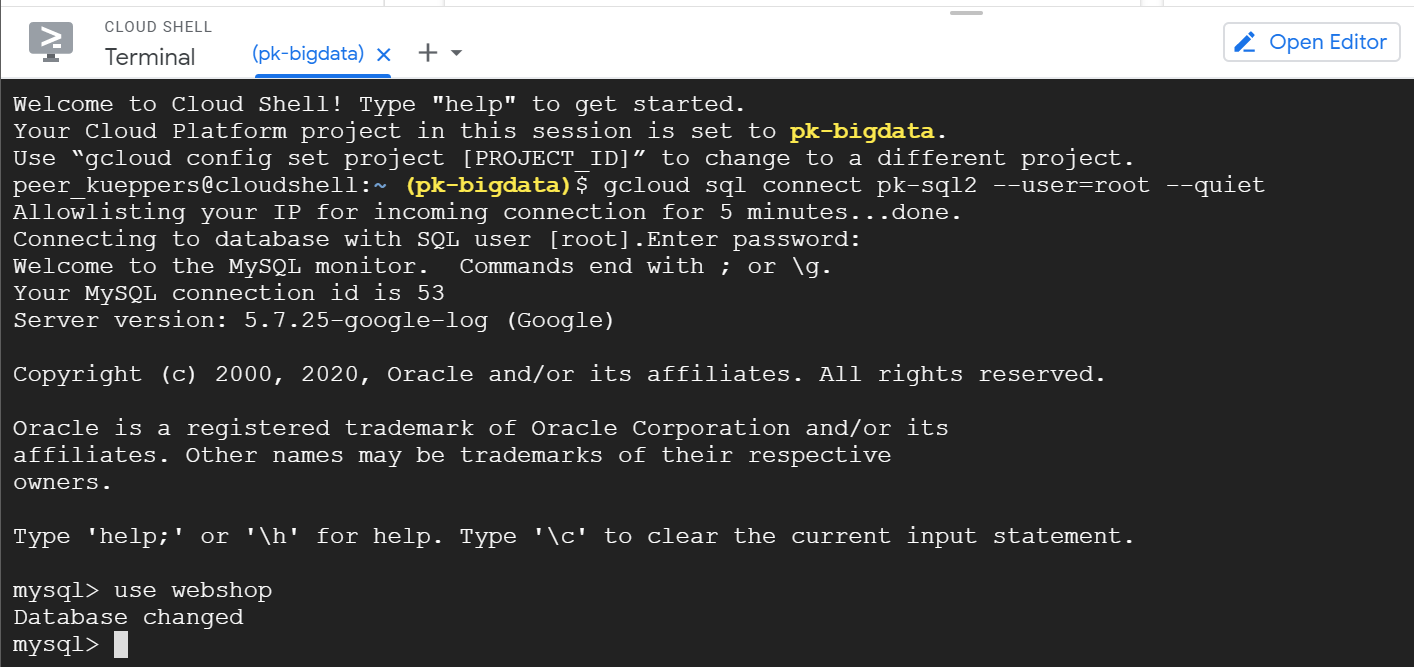 CLOUD SHELL
Terminal
(pk-bigdata)
Open Editor
Welcome to Cloud Shell! Type "help" to get started.
Your Cloud Platform project in this session is set to pk-bigdata.
Use “gcloud config set project [PROJECT_ID]” to change to a different project.
peer_kueppers@cloudshell:~ (pk-bigdata)$ gcloud sql connect pk-sql2 --user=root --quiet
Allowlisting your IP for incoming connection for 5 minutes...done.
Connecting to database with SQL user [root].Enter password:
Welcome to the MySQL monitor.  Commands end with ; or \g.
Your MySQL connection id is 53
Server version: 5.7.25-google-log (Google)
Copyright (c) 2000, 2020, Oracle and/or its affiliates. All rights reserved.
Oracle is a registered trademark of Oracle Corporation and/or its
affiliates. Other names may be trademarks of their respective
owners.
Type 'help;' or '\h' for help. Type '\c' to clear the current input statement.
mysql> use webshop
Database changed
mysql>